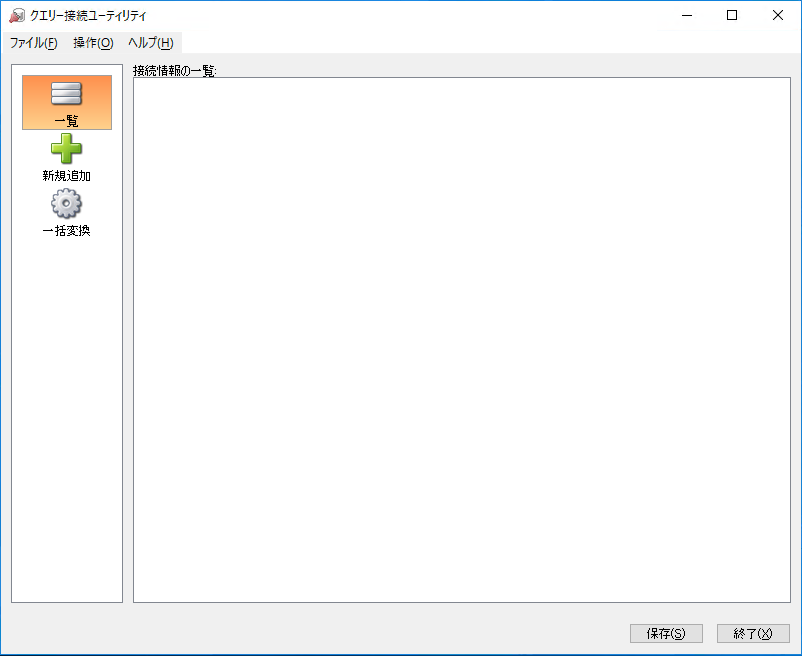 クエリー接続ユーティリティ
ファイル(F) 操作(O) ヘルプ(H)
接続情報の一覧:
一覧
新規追加
一括変換
保存(S) 終了(X)